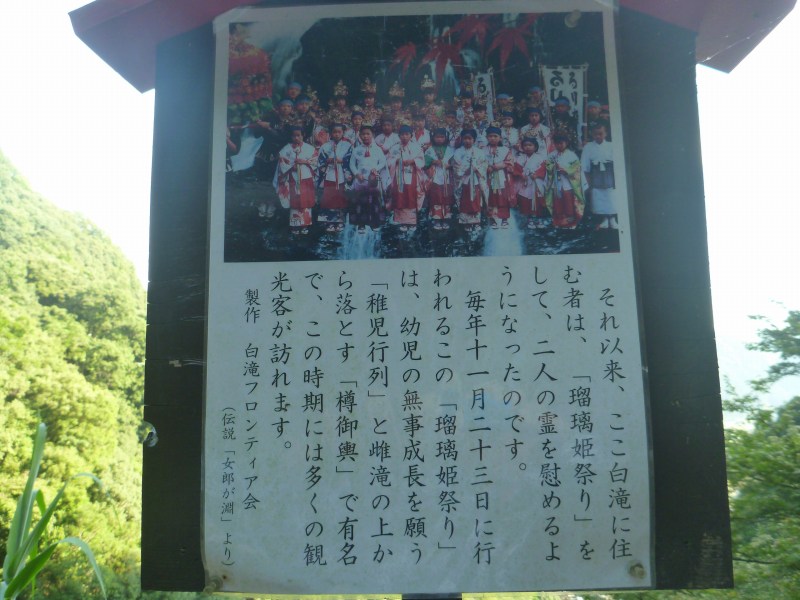 それ以来、ここ白滝に住
む者は、「瑠璃姫祭り」を
して、二人の霊を慰めるよ
うになったのです。
毎年十一月二十三日に行
われるこの「瑠璃姫祭り」
は、幼児の無事成長を願う
「稚児行列」と雌滝の上か
ら落とす「樽御輿」で有名
で、この時期には多くの観
光客が訪れます。
製作　白滝フロンティア会
（伝説「女郎が淵」より）